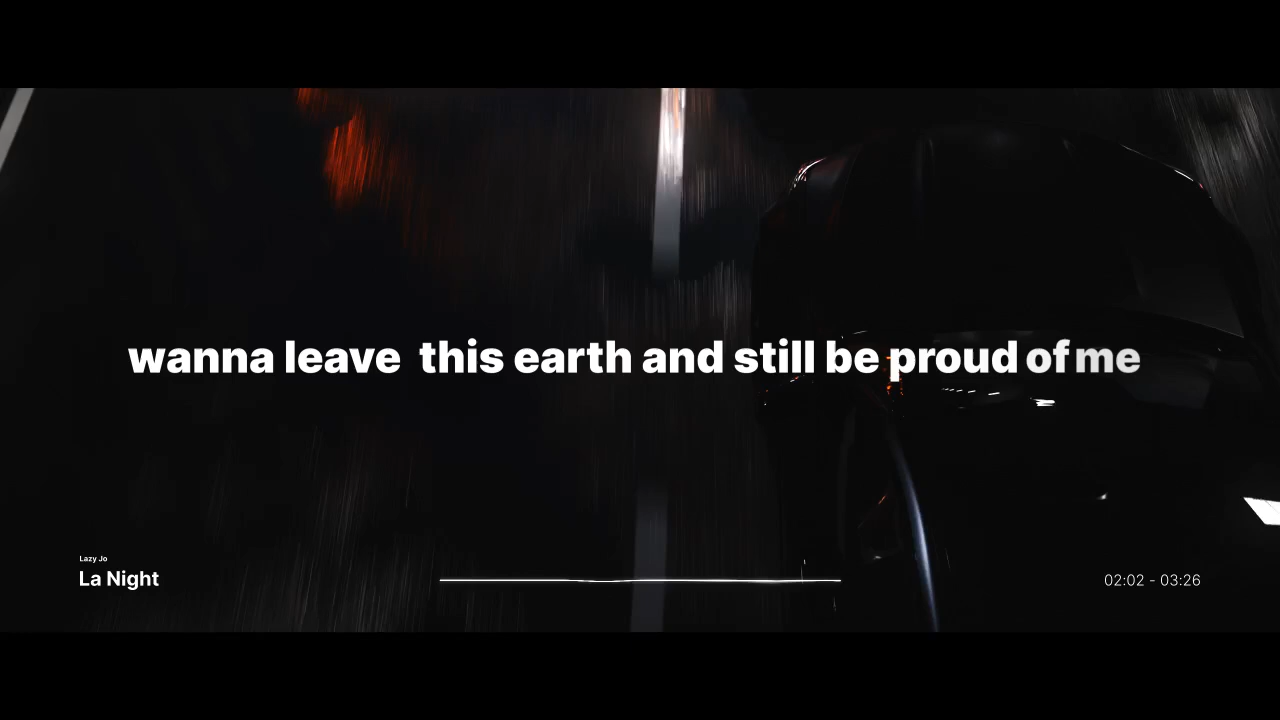 wanna leave  this earth and still be proud of me
Lazy Jo
La Night
02:02 - 03:26